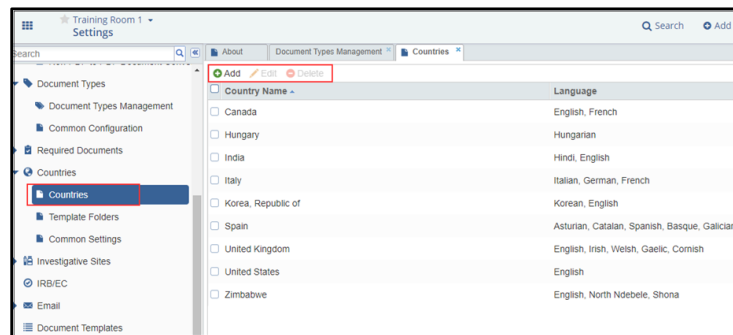 Training Room 1
Settings
Search
Add
Search
About
Document Types Management
Countries
Document Types
Document Types Management
Common Configuration
Required Documents
Countries
Countries
Template Folders
Common Settings
Investigative Sites
IRB/EC
Email
Document Templates
Add Edit Delete
Country Name Language
Canada English, French
Hungary Hungarian
India Hindi, English
Italy Italian, German, French
Korea, Republic of Korean, English
Spain Asturian, Catalan, Spanish, Basque, Galician
United Kingdom English, Irish, Welsh, Gaelic, Cornish
United States English
Zimbabwe English, North Ndebele, Shona